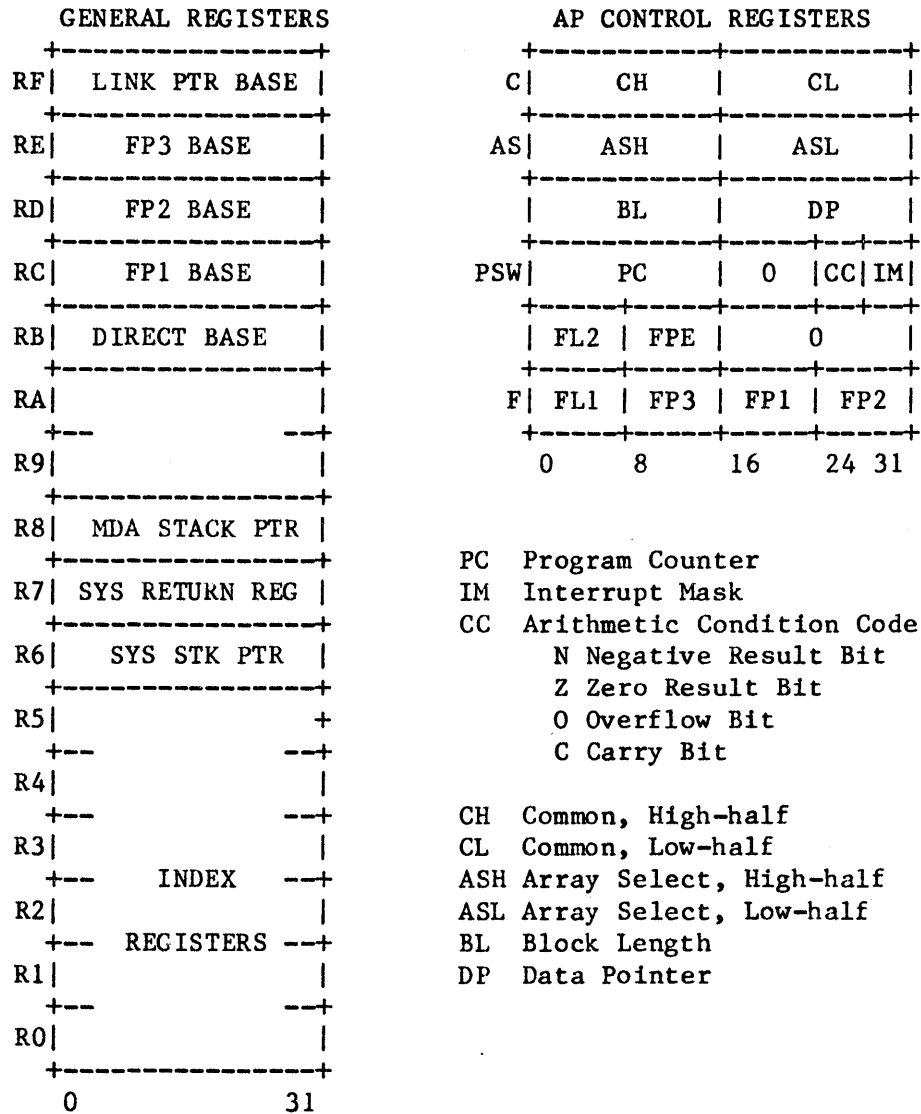 GENERAL REGISTERS
RF| LINK PTR BASE |
RE| FP3 BASE |
RD| FP2 BASE |
RC| FP1 BASE |
RB| DIRECT BASE |
RA| |
R9| |
R8| MDA STACK PTR |
R7| SYS RETURN REG |
R6| SYS STK PTR |
R5| +
R4| |
R3| |
+-- INDEX --+
R2| |
+-- REGISTERS --+
R1| |
R0| |
0 31
AP CONTROL REGISTERS
C| CH | CL |
AS| ASH | ASL |
| BL | DP |
PSW| PC | 0 |CC|IM|
| FL2 | FPE | 0 |
F| FL1 | FP3 | FP1 | FP2 |
0 8 16 24 31
PC Program Counter
IM Interrupt Mask
CC Arithmetic Condition Code
N Negative Result Bit
Z Zero Result Bit
O Overflow Bit
C Carry Bit
CH Common, High-half
CL Common, Low-half
ASH Array Select, High-half
ASL Array Select, Low-half
BL Block Length
DP Data Pointer